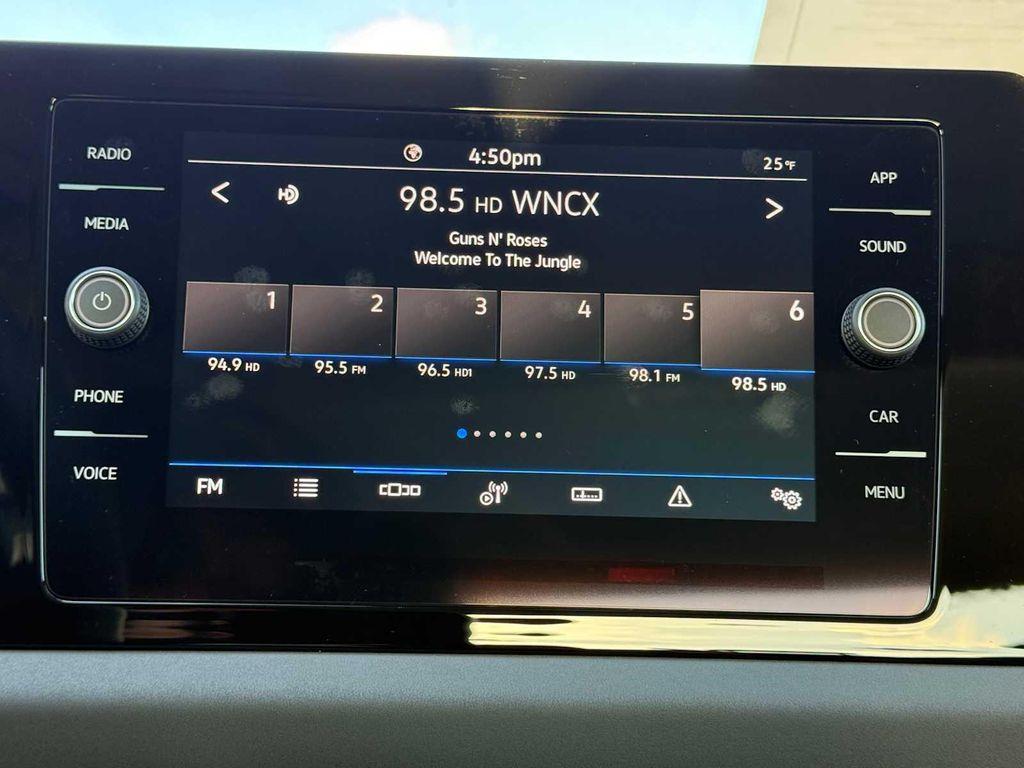 RADIO
MEDIA
PHONE
VOICE
4:50pm
25°F
HD
98.5 HD WNCX
Guns N' Roses
Welcome To The Jungle
1 2 3 4 5 6
94.9 HD 95.5 FM 96.5 HD1 97.5 HD 98.1 FM 98.5 HD
FM
APP
SOUND
CAR
MENU